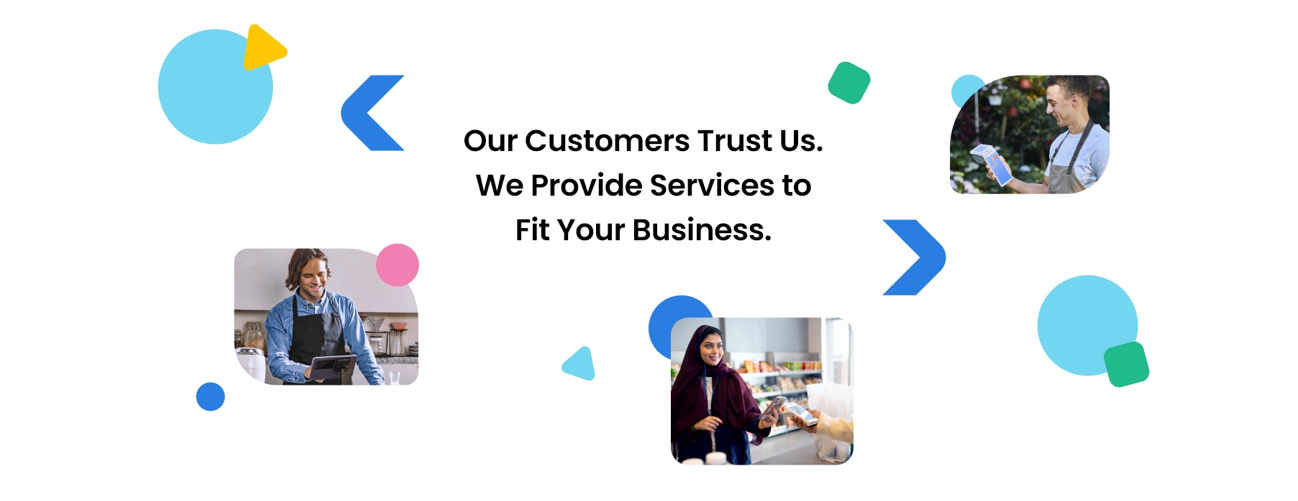 Our Customers Trust Us.
We Provide Services to
Fit Your Business.